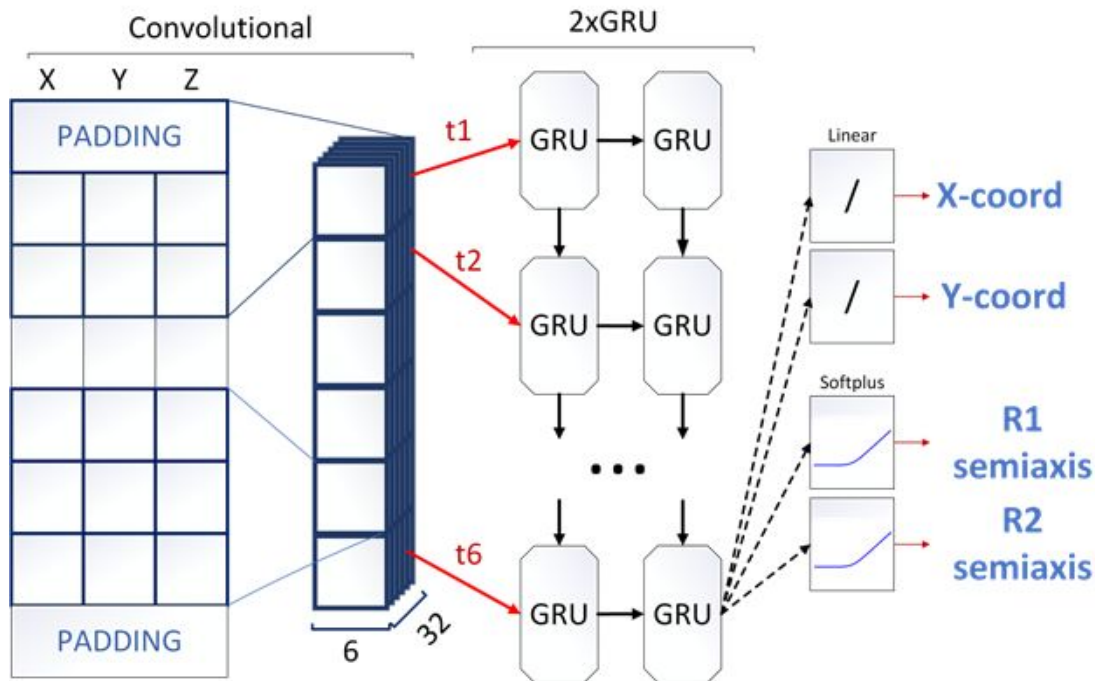 Convolutional
2xGRU
X Y Z
PADDING
t1
GRU
GRU
Linear
/
X-coord
t2
GRU
GRU
/
Y-coord
Softplus
R1
semiaxis
...
R2
semiaxis
t6
GRU
GRU
PADDING
6
32